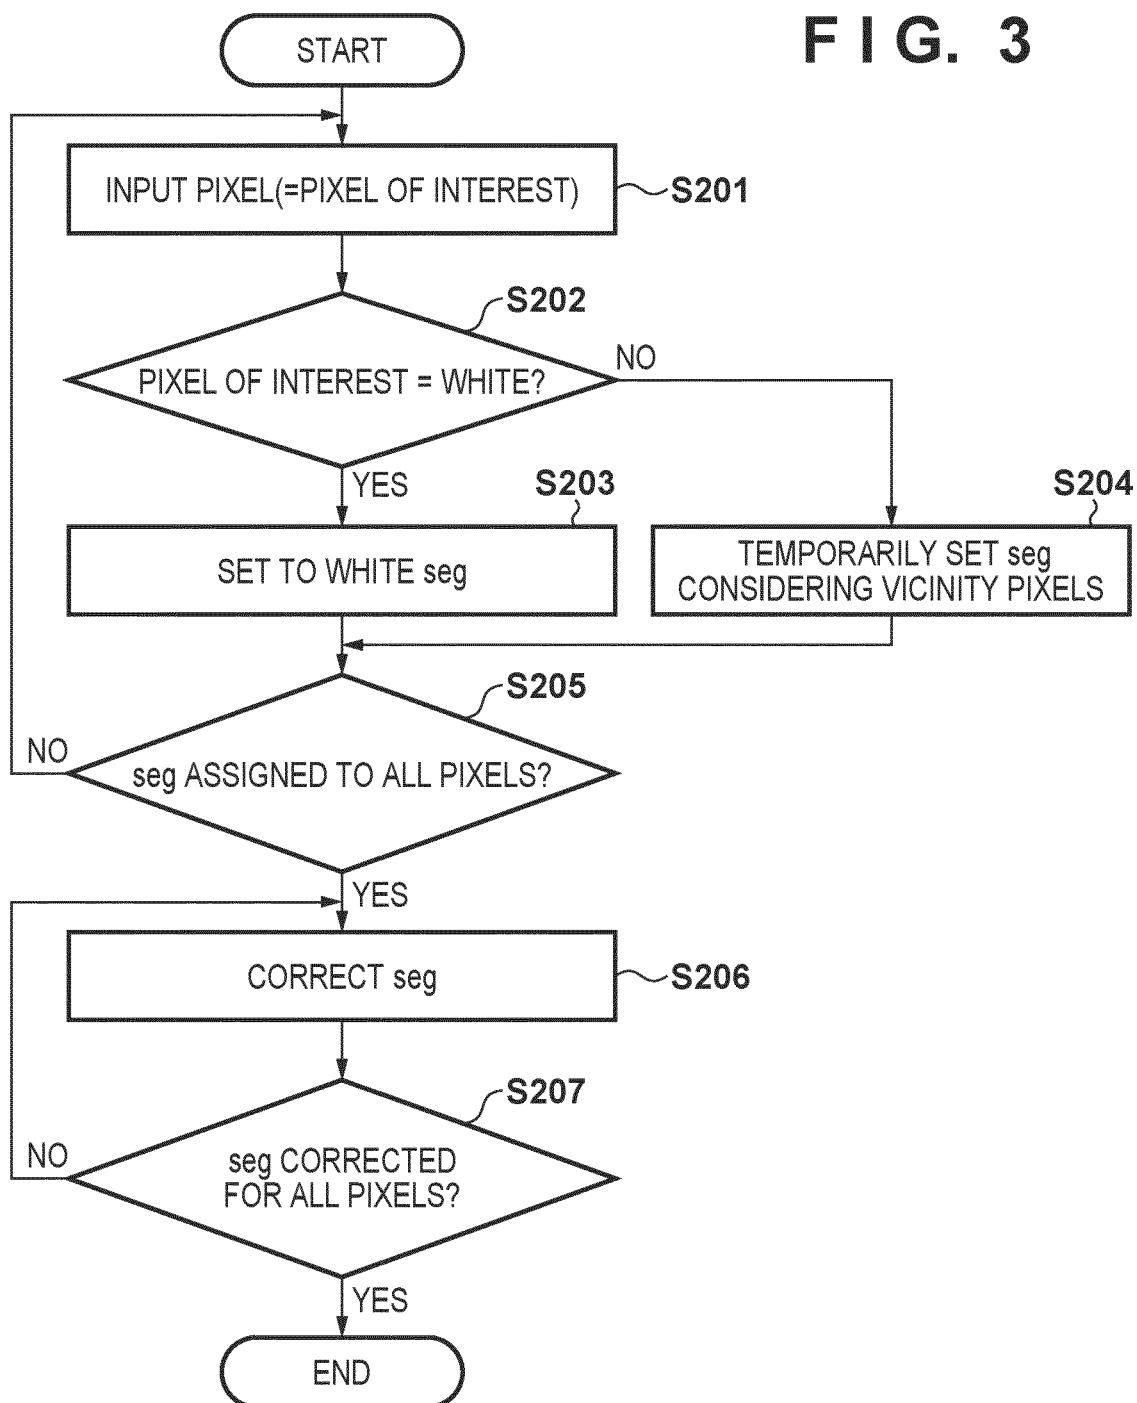 FIG. 3
START
INPUT PIXEL(=PIXEL OF INTEREST)
S201
S202
PIXEL OF INTEREST = WHITE?
NO
YES
S203
SET TO WHITE seg
S204
TEMPORARILY SET seg
CONSIDERING VICINITY PIXELS
S205
seg ASSIGNED TO ALL PIXELS?
NO
YES
CORRECT seg
S206
S207
seg CORRECTED
FOR ALL PIXELS?
NO
YES
END